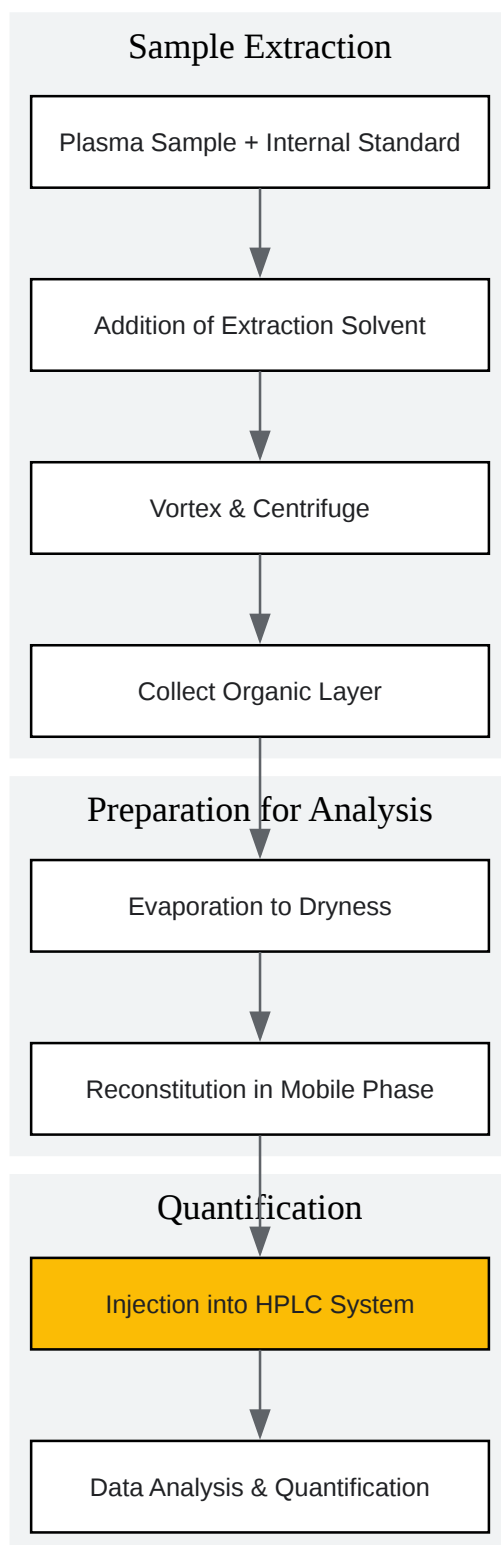 Sample Extraction
Plasma Sample + Internal Standard
Addition of Extraction Solvent
Vortex & Centrifuge
Collect Organic Layer
Preparation for Analysis
Evaporation to Dryness
Reconstitution in Mobile Phase
Quantification
Injection into HPLC System
Data Analysis & Quantification